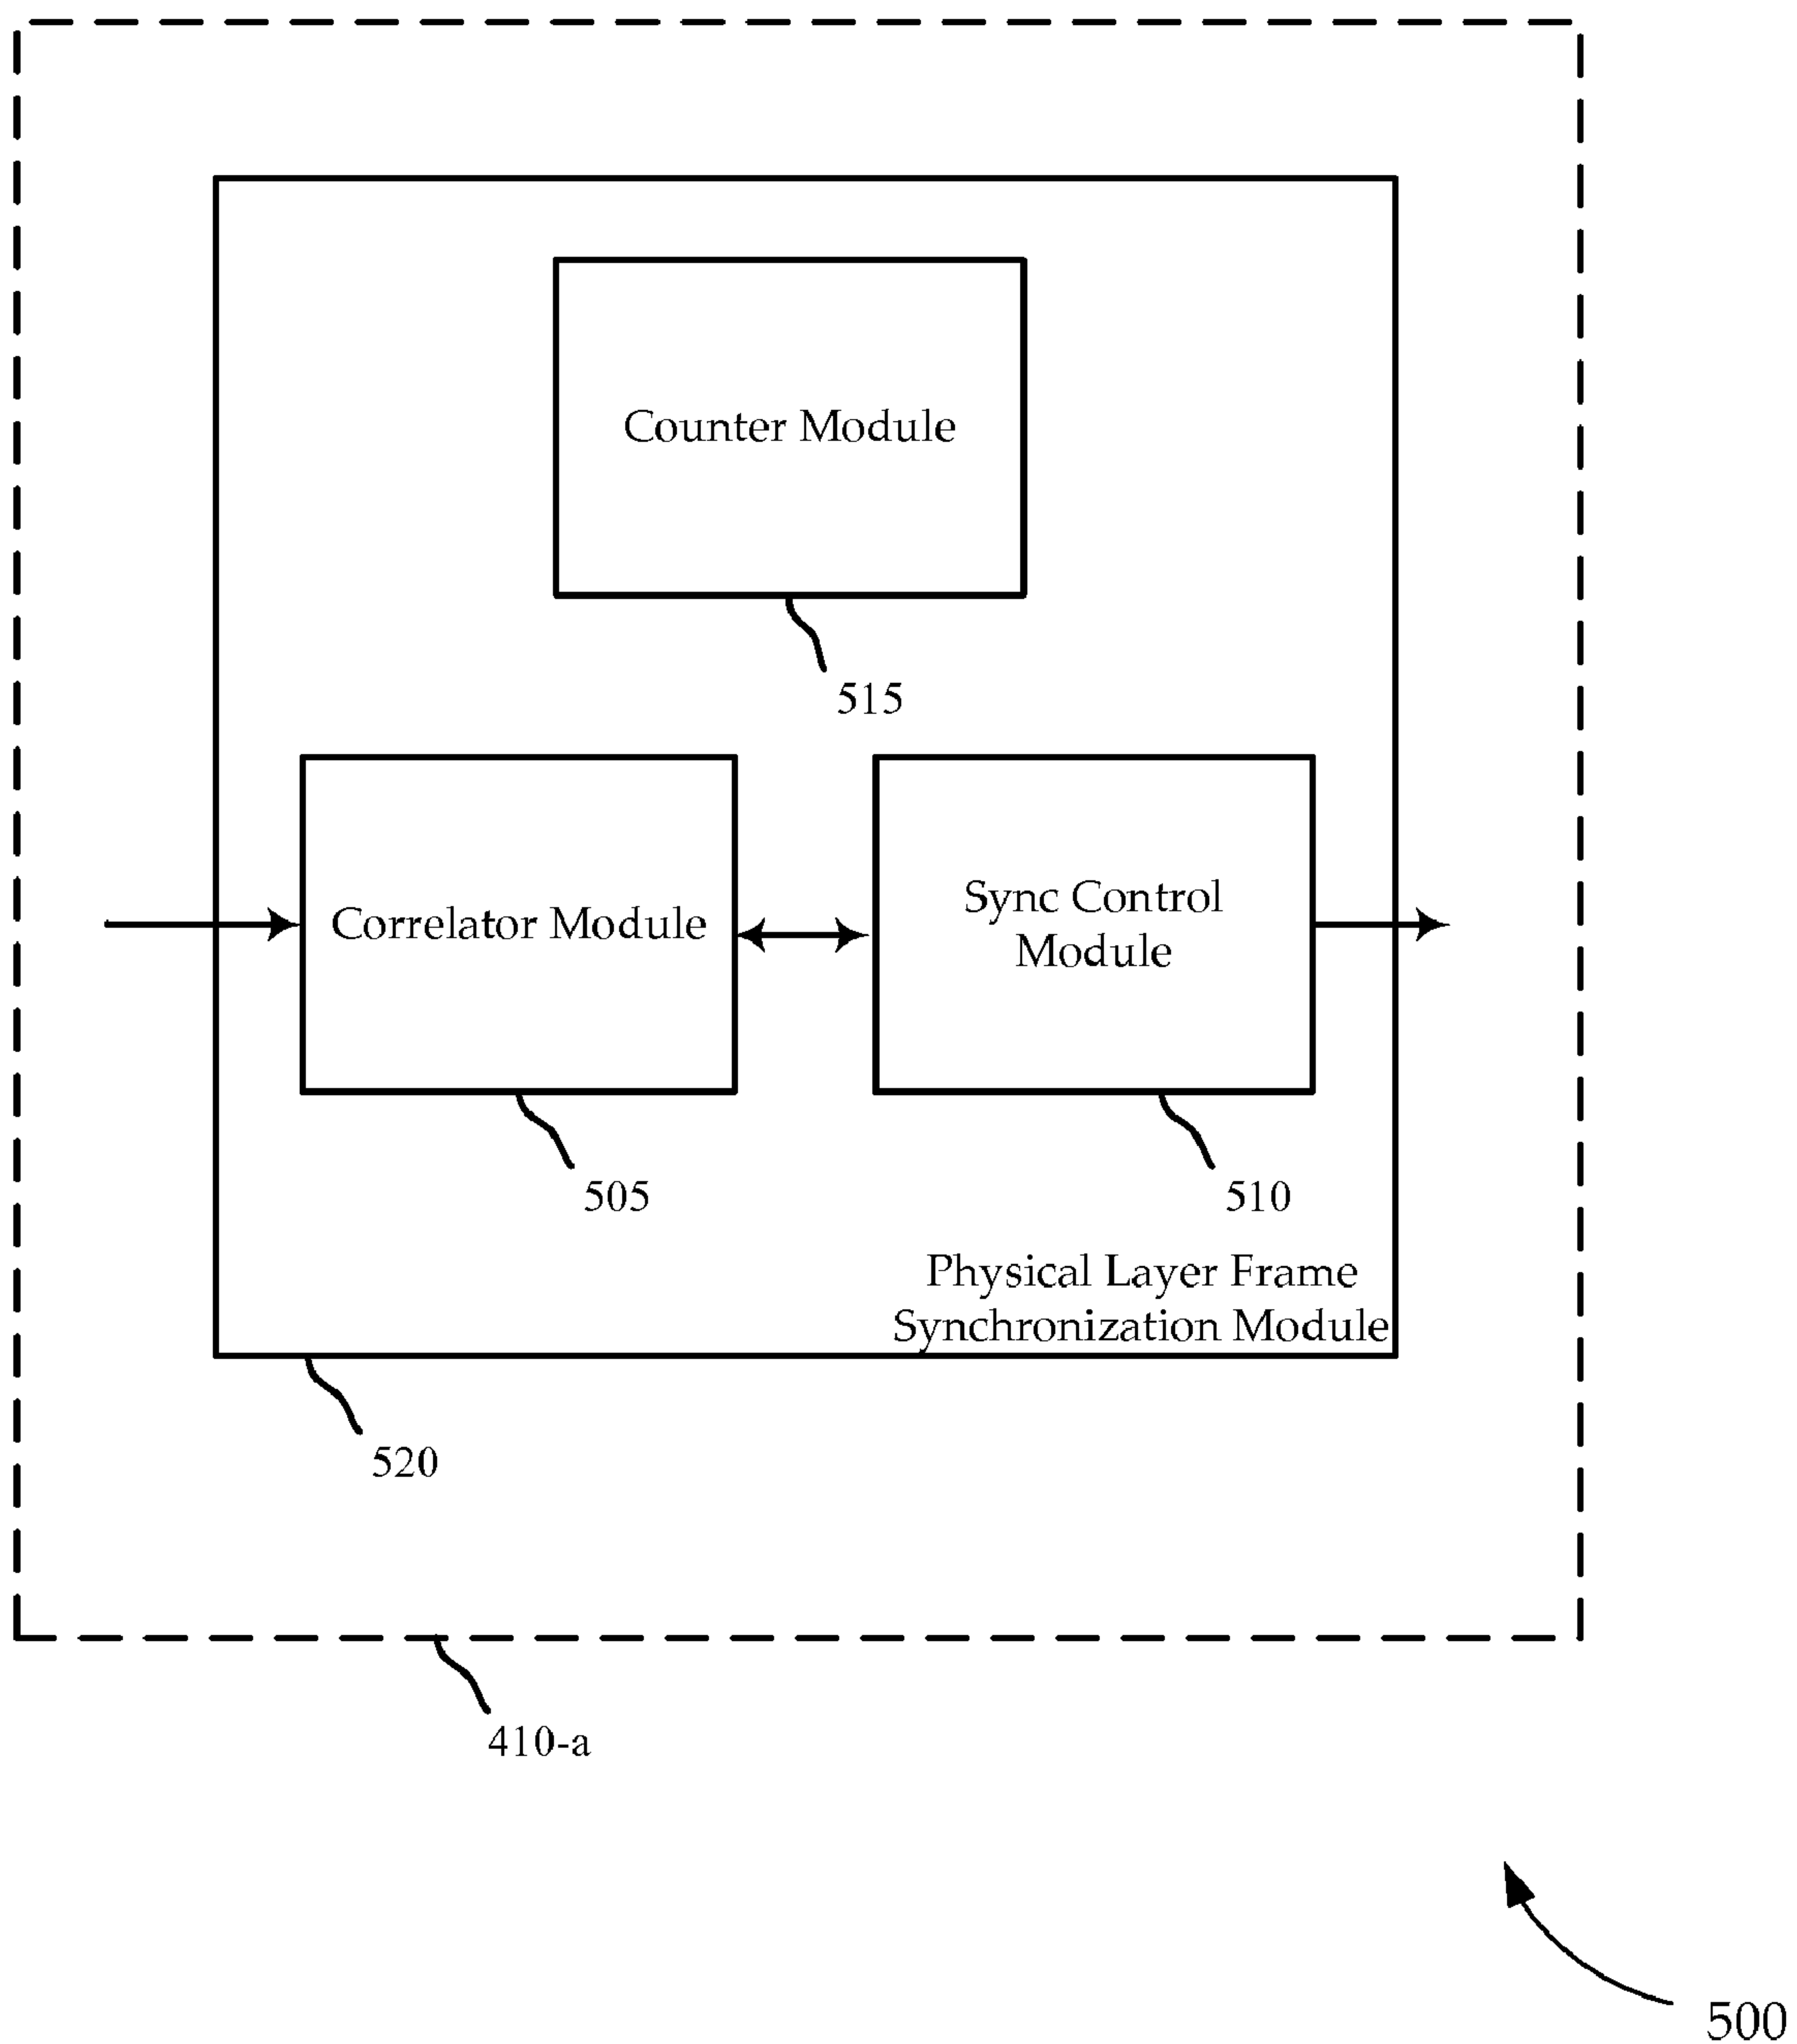 Counter Module
515
Correlator Module
Sync Control
Module
505
510
Physical Layer Frame
Synchronization Module
520
410-a
500